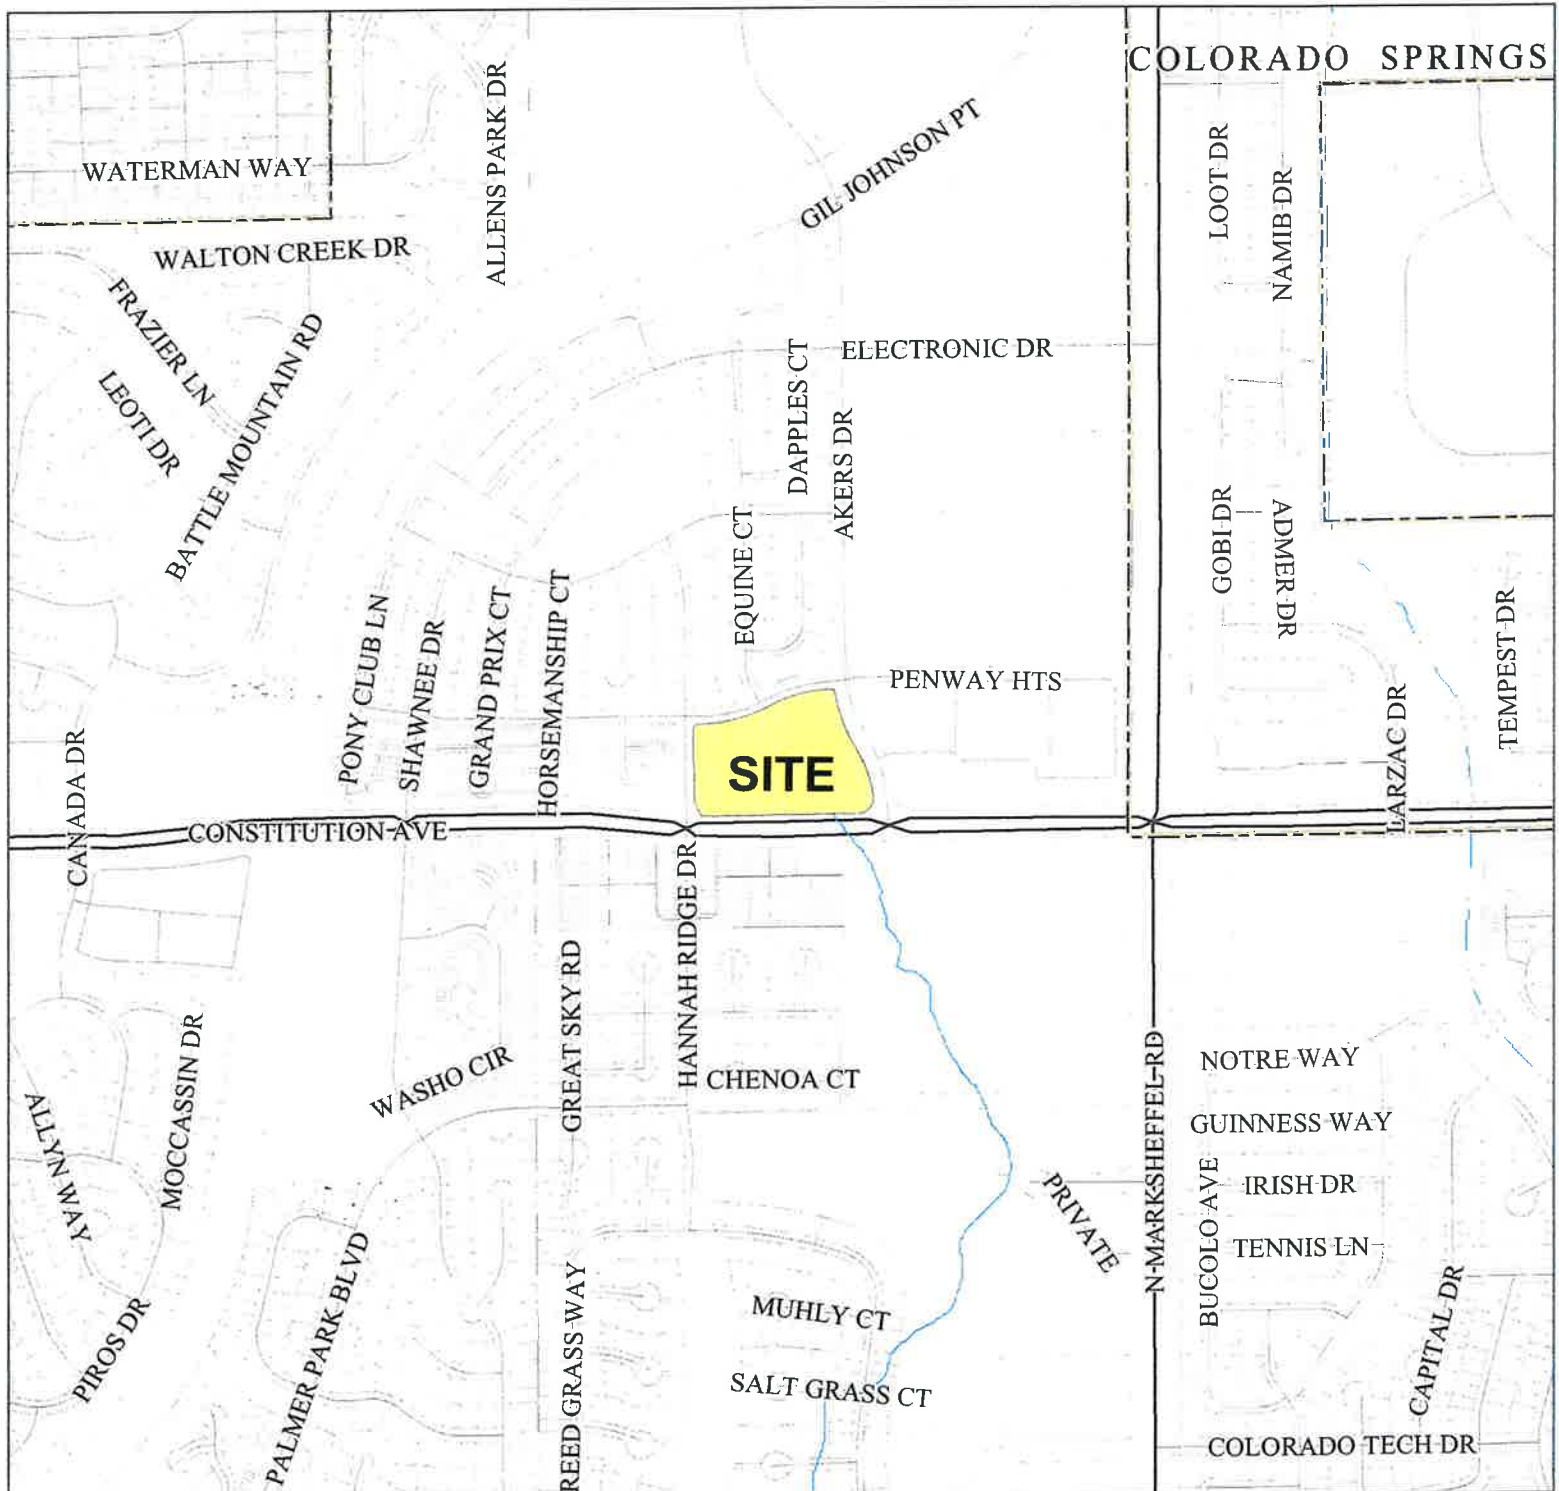 COLORADO SPRINGS
WATERMAN WAY
ALLENS PARK DR
GIL JOHNSON PT
LOOT DR
NAMIB DR
WALTON CREEK DR
FRAZIER LN
LEOTI DR
BATTLE MOUNTAIN RD
ELECTRONIC DR
DAPPLES CT
AKERS DR
EQUINE CT
GOBI DR
ADMER DR
PONY CLUB LN
SHAWNEE DR
GRAND PRIX CT
HORSEMANSHIP CT
PENWAY HTS
TEMPEST DR
LARZAC DR
CANADA DR
SITE
CONSTITUTION AVE
HANNAH RIDGE DR
GREAT SKY RD
MOCCASSIN DR
WASHO CIR
CHENOA CT
N MARKSHEFFEL RD
NOTRE WAY
ALLYN WAY
GUINNESS WAY
PRIVATE
BUCOLO AVE
IRISH DR
TENNIS LN
PIROS DR
PALMER PARK BLVD
REED GRASS WAY
MUHLY CT
CAPITAL DR
SALT GRASS CT
COLORADO TECH DR